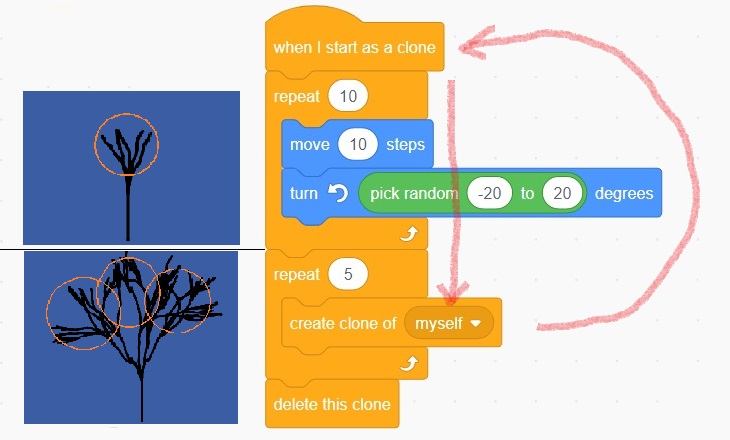 when I start as a clone
repeat 10
move 10 steps
turn pick random -20 to 20 degrees
repeat 5
create clone of myself
delete this clone